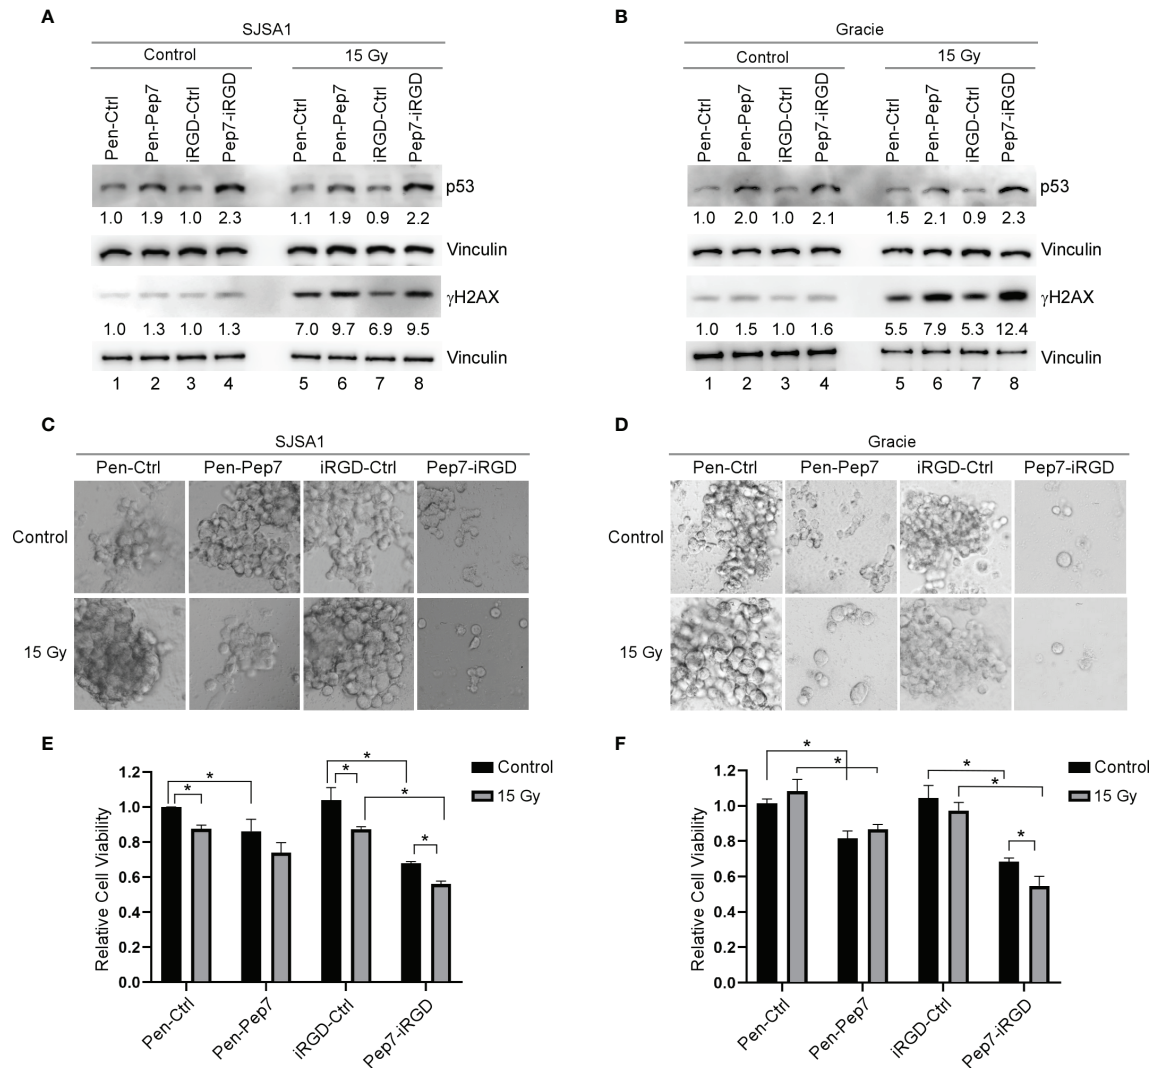 A
SJSA1
Control 15 Gy
Pen-Ctrl Pen-Pep7 iRGD-Ctrl Pep7-iRGD Pen-Ctrl Pen-Pep7 iRGD-Ctrl Pep7-iRGD
p53
1.0 1.9 1.0 2.3 1.1 1.9 0.9 2.2
Vinculin
γH2AX
1.0 1.3 1.0 1.3 7.0 9.7 6.9 9.5
Vinculin
1 2 3 4 5 6 7 8
B
Gracie
Control 15 Gy
Pen-Ctrl Pen-Pep7 iRGD-Ctrl Pep7-iRGD Pen-Ctrl Pen-Pep7 iRGD-Ctrl Pep7-iRGD
p53
1.0 2.0 1.0 2.1 1.5 2.1 0.9 2.3
Vinculin
γH2AX
1.0 1.5 1.0 1.6 5.5 7.9 5.3 12.4
Vinculin
1 2 3 4 5 6 7 8
C
SJSA1
Pen-Ctrl Pen-Pep7 iRGD-Ctrl Pep7-iRGD
Control
15 Gy
D
Gracie
Pen-Ctrl Pen-Pep7 iRGD-Ctrl Pep7-iRGD
Control
15 Gy
E
Relative Cell Viability
1.2
1.0
0.8
0.6
0.4
0.2
0.0
* * * * * *
Control
15 Gy
Pen-Ctrl Pen-Pep7 iRGD-Ctrl Pep7-iRGD
F
Relative Cell Viability
1.2
1.0
0.8
0.6
0.4
0.2
0.0
* * * * *
Control
15 Gy
Pen-Ctrl Pen-Pep7 iRGD-Ctrl Pep7-iRGD